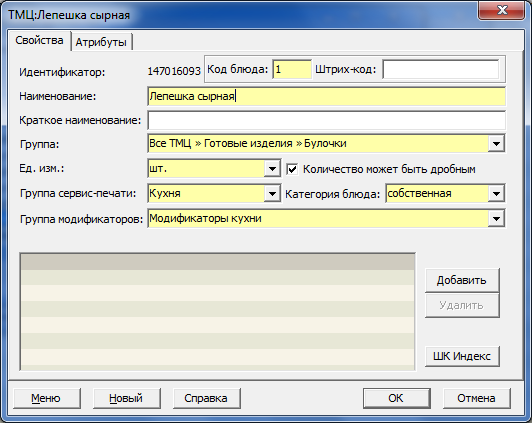 ТМЦ:Лепешка сырная
Свойства Атрибуты
Идентификатор: 147016093 Код блюда: 1 Штрих-код:
Наименование: Лепешка сырная
Краткое наименование:
Группа: Все ТМЦ » Готовые изделия » Булочки
Ед. изм.: шт. Количество может быть дробным
Группа сервис-печати: Кухня Категория блюда: собственная
Группа модификаторов: Модификаторы кухни
Добавить
Удалить
ШК Индекс
Меню Новый Справка OK Отмена